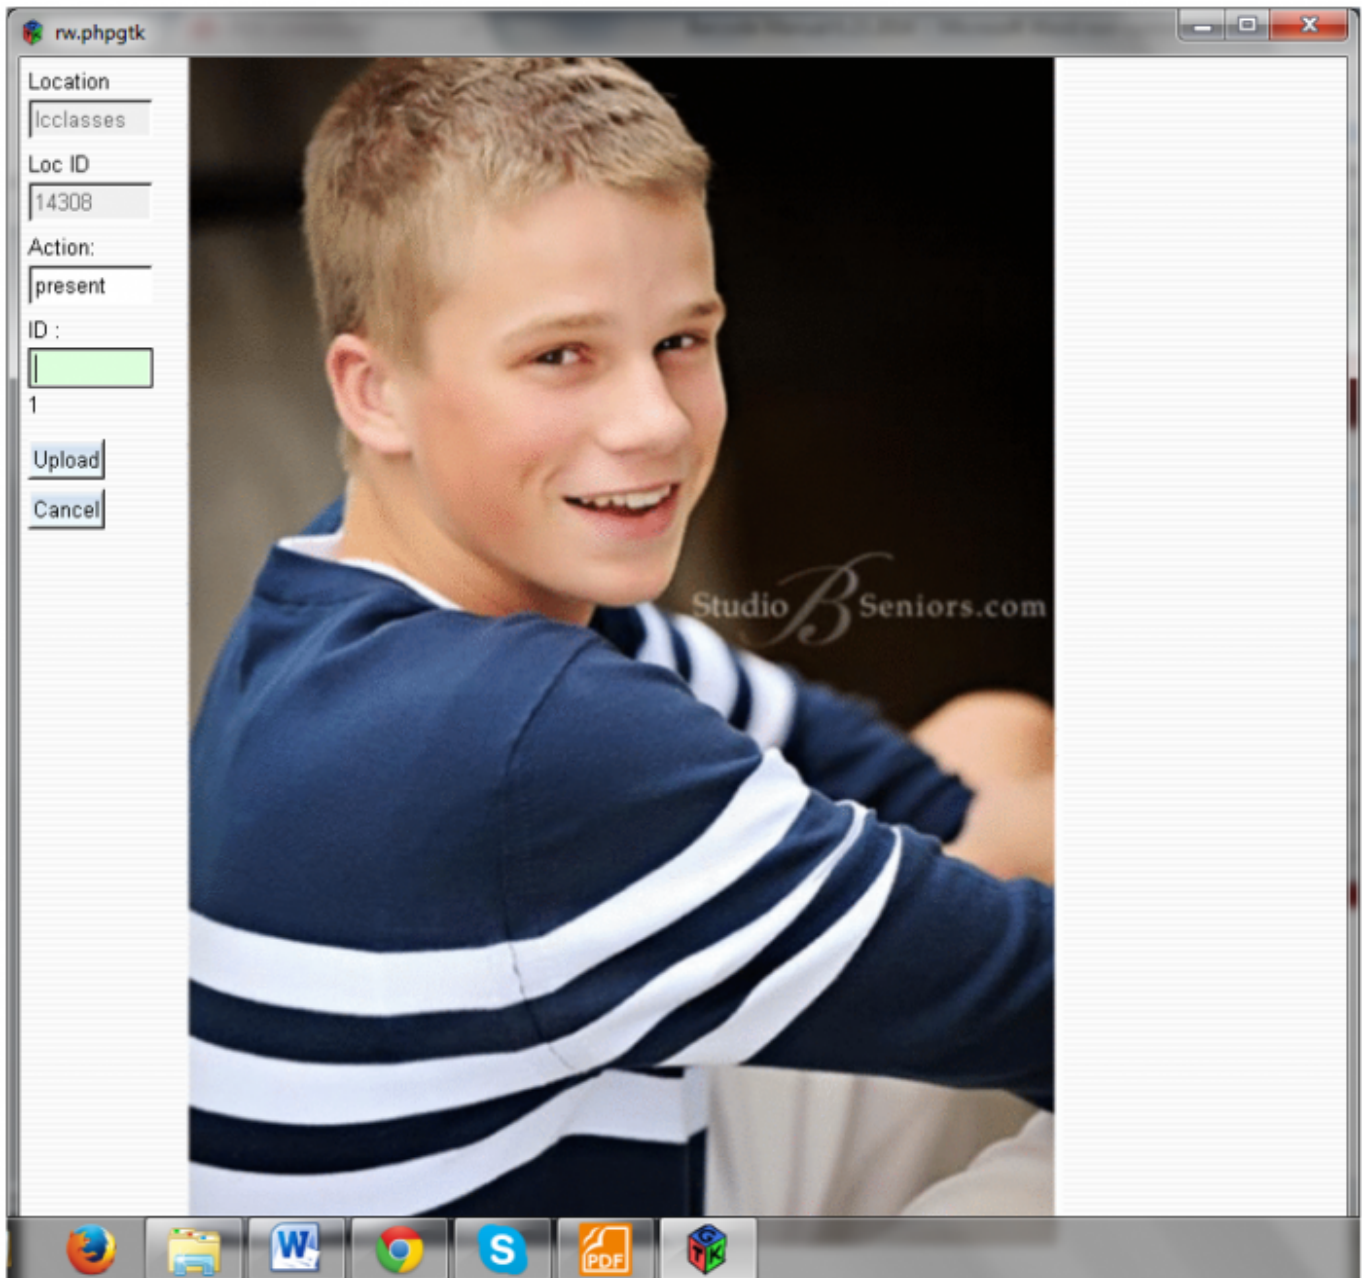 rw.phpgtk
Location
lcclasses
Loc ID
14308
Action:
present
ID :
1
Upload
Cancel
Studio B Seniors.com
W
S
PDF
G
T K